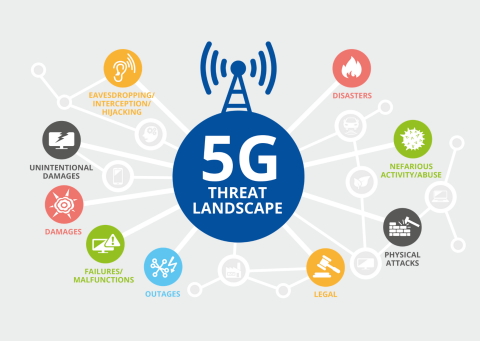 5G
THREAT
LANDSCAPE
EAVESDROPPING/
INTERCEPTION/
HIJACKING
UNINTENTIONAL
DAMAGES
DAMAGES
FAILURES/
MALFUNCTIONS
OUTAGES
DISASTERS
NEFARIOUS
ACTIVITY/ABUSE
PHYSICAL
ATTACKS
LEGAL